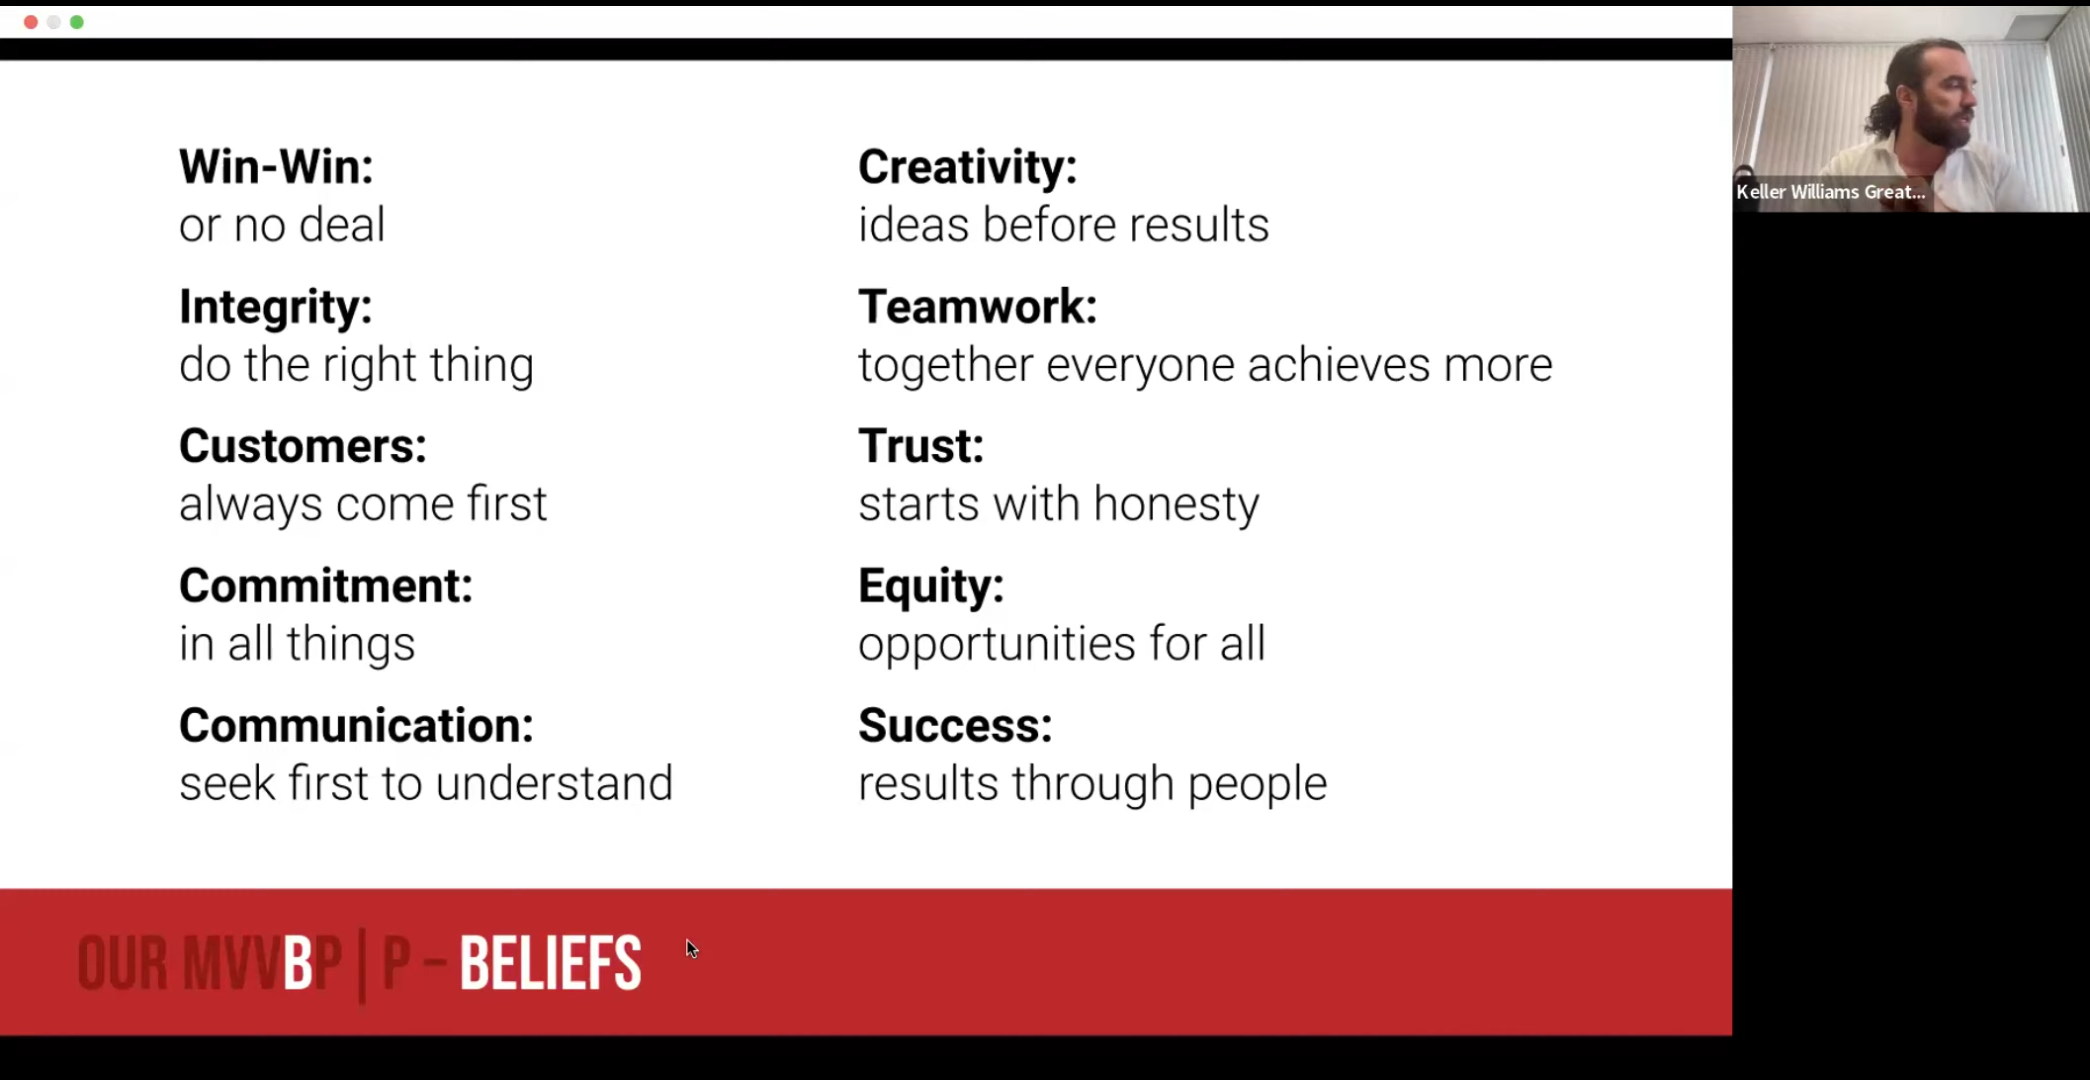 Win-Win:
or no deal
Integrity:
do the right thing
Customers:
always come first
Commitment:
in all things
Communication:
seek first to understand
Creativity:
ideas before results
Teamwork:
together everyone achieves more
Trust:
starts with honesty
Equity:
opportunities for all
Success:
results through people
OUR MVVBP | P – BELIEFS
Keller Williams Great...